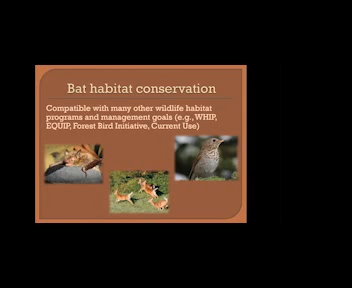 Bat habitat conservation
Compatible with many other wildlife habitat
programs and management goals (e.g., WHIP,
EQUIP, Forest Bird Initiative, Current Use)